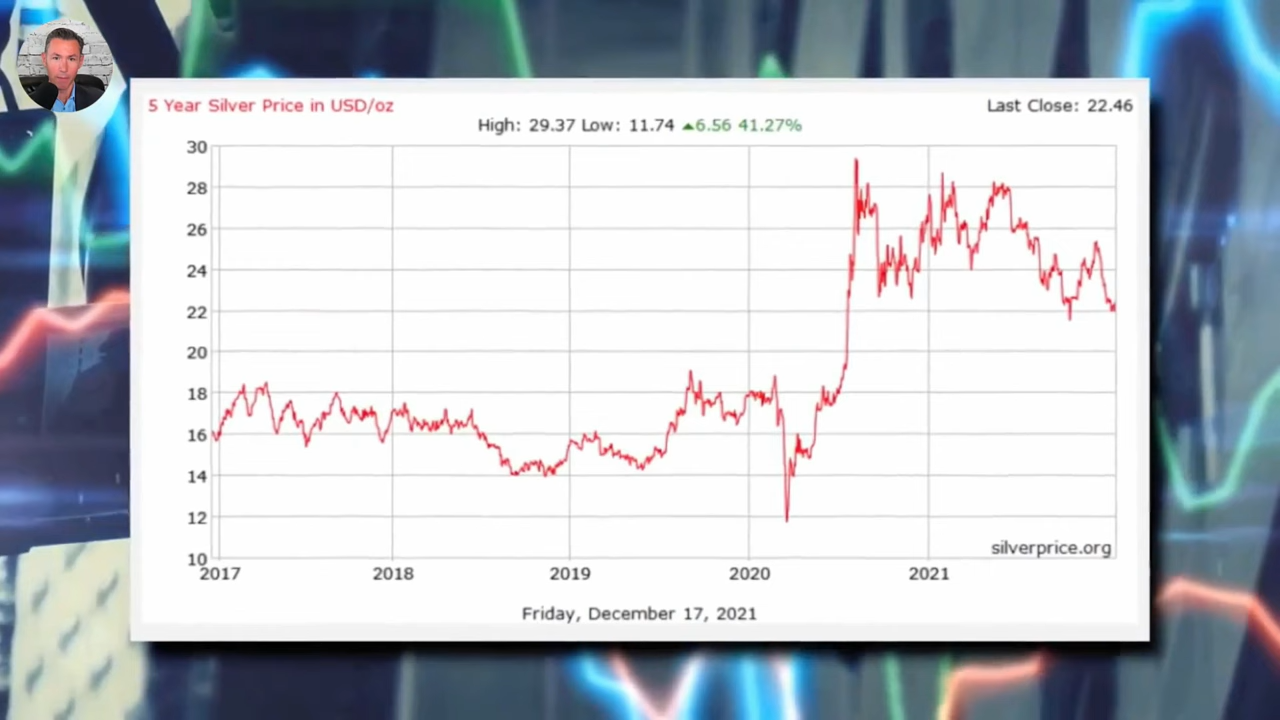 5 Year Silver Price in USD/oz
Last Close: 22.46
High: 29.37 Low: 11.74 ▲6.56 41.27%
30
28
26
24
22
20
18
16
14
12
10
2017 2018 2019 2020 2021
silverprice.org
Friday, December 17, 2021